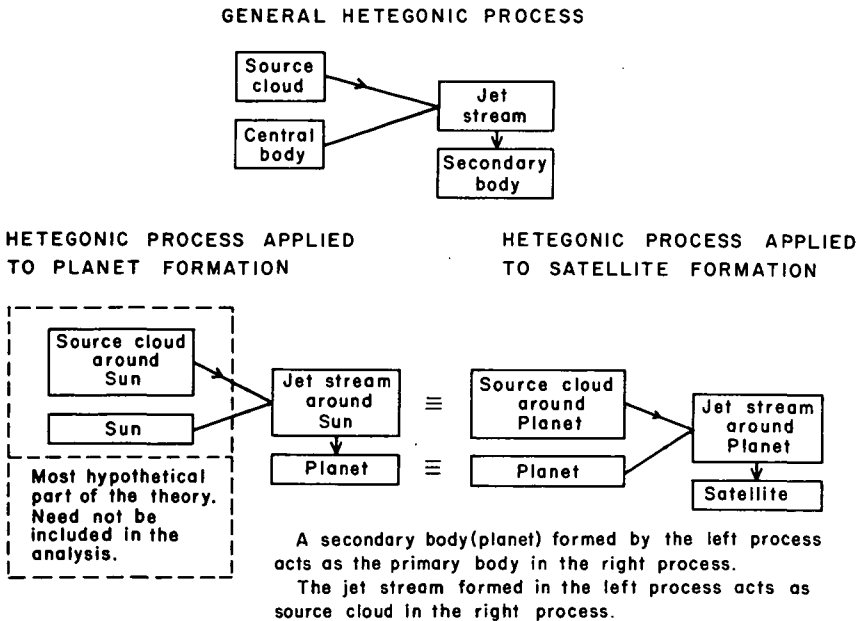 GENERAL HETEGONIC PROCESS
Source
cloud
Central
body
Jet
stream
Secondary
body
HETEGONIC PROCESS APPLIED
TO PLANET FORMATION
Source cloud
around
Sun
Sun
Most hypothetical
part of the theory.
Need not be
included in the
analysis.
Jet stream
around
Sun
Planet
≡
≡
HETEGONIC PROCESS APPLIED
TO SATELLITE FORMATION
Source cloud
around
Planet
Planet
Jet stream
around
Planet
Satellite
A secondary body(planet) formed by the left process
acts as the primary body in the right process.
The jet stream formed in the left process acts as
source cloud in the right process.